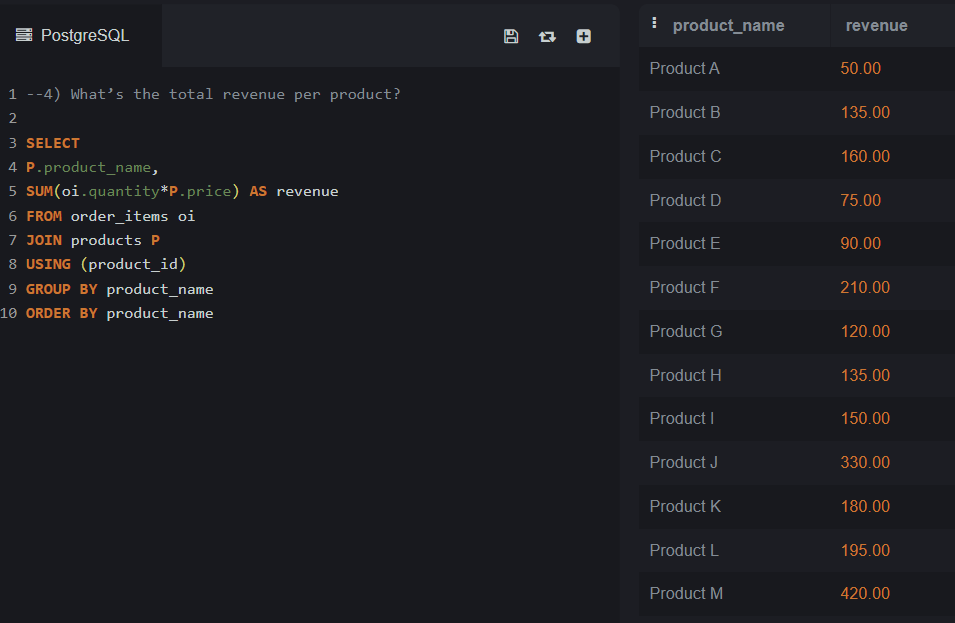 PostgreSQL
1 --4) What’s the total revenue per product?
2
3 SELECT
4 P.product_name,
5 SUM(oi.quantity*P.price) AS revenue
6 FROM order_items oi
7 JOIN products P
8 USING (product_id)
9 GROUP BY product_name
10 ORDER BY product_name
product_name revenue
Product A 50.00
Product B 135.00
Product C 160.00
Product D 75.00
Product E 90.00
Product F 210.00
Product G 120.00
Product H 135.00
Product I 150.00
Product J 330.00
Product K 180.00
Product L 195.00
Product M 420.00